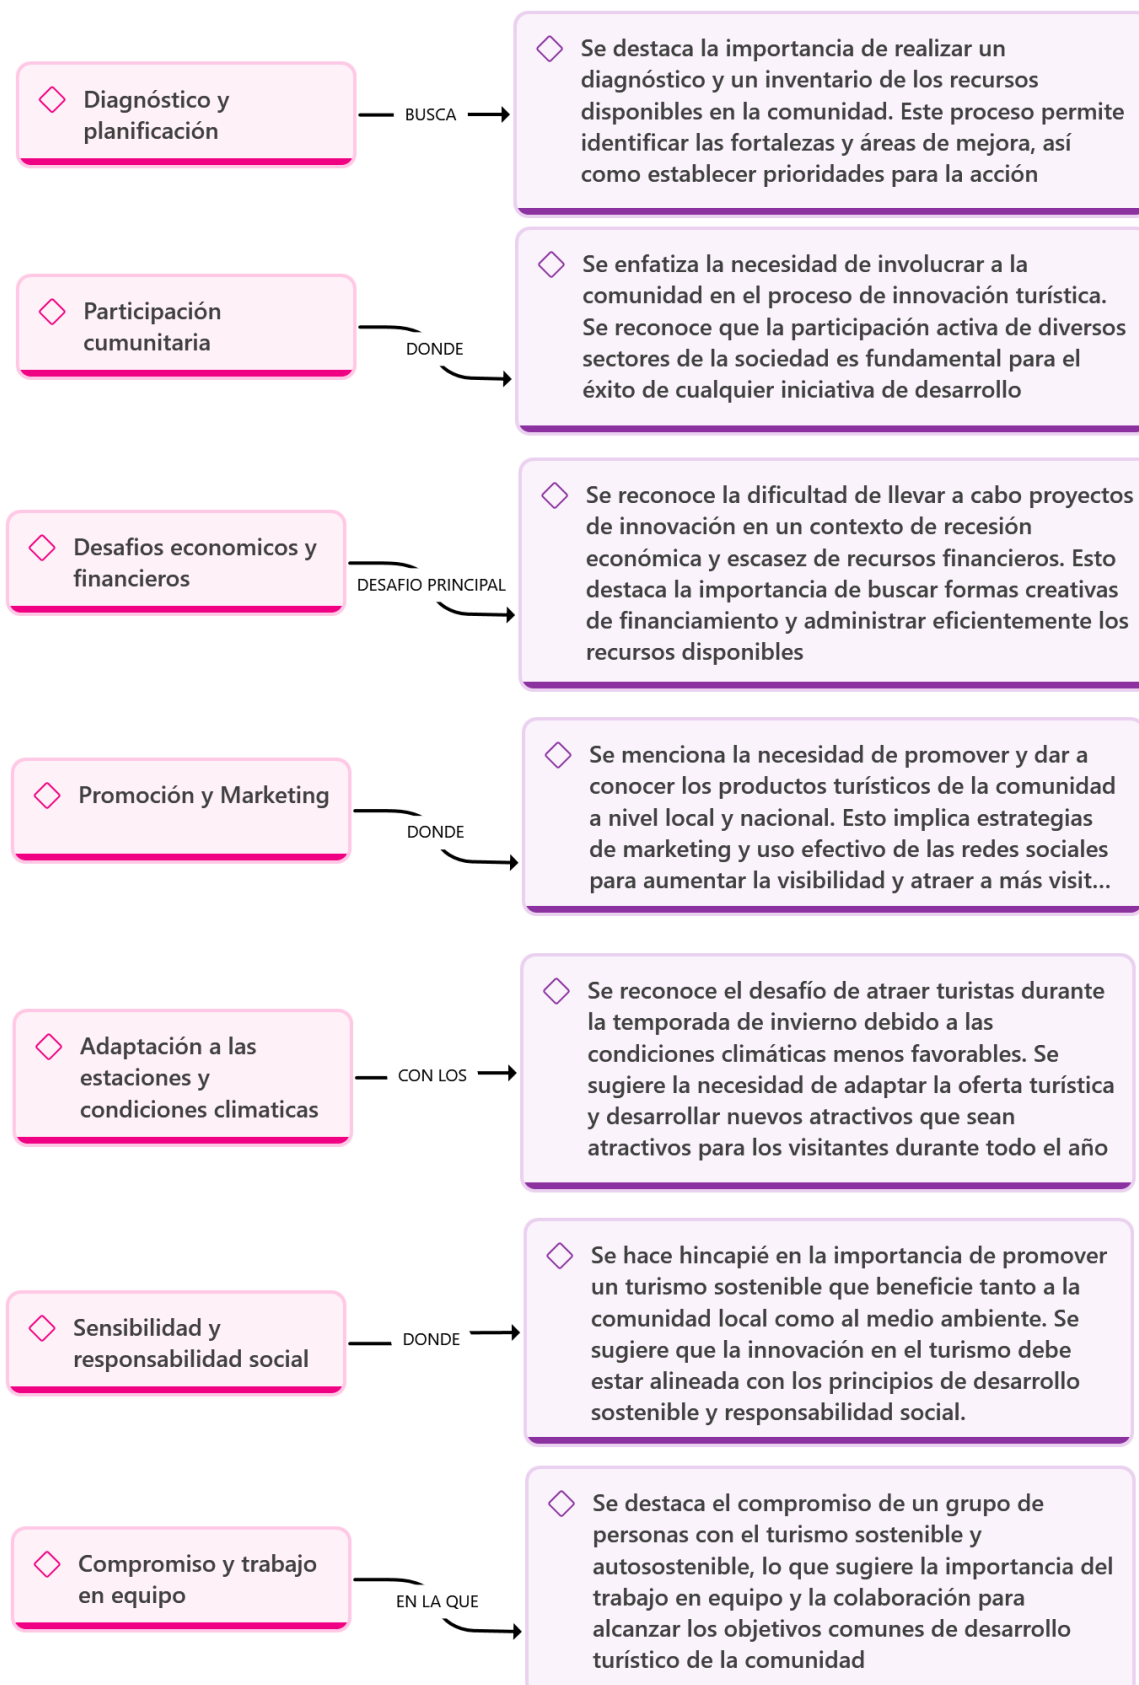 Diagnóstico y
planificación
BUSCA
Se destaca la importancia de realizar un
diagnóstico y un inventario de los recursos
disponibles en la comunidad. Este proceso permite
identificar las fortalezas y áreas de mejora, así
como establecer prioridades para la acción
Participación
cumunitaria
DONDE
Se enfatiza la necesidad de involucrar a la
comunidad en el proceso de innovación turística.
Se reconoce que la participación activa de diversos
sectores de la sociedad es fundamental para el
éxito de cualquier iniciativa de desarrollo
Desafios economicos y
financieros
DESAFIO PRINCIPAL
Se reconoce la dificultad de llevar a cabo proyectos
de innovación en un contexto de recesión
económica y escasez de recursos financieros. Esto
destaca la importancia de buscar formas creativas
de financiamiento y administrar eficientemente los
recursos disponibles
Promoción y Marketing
DONDE
Se menciona la necesidad de promover y dar a
conocer los productos turísticos de la comunidad
a nivel local y nacional. Esto implica estrategias
de marketing y uso efectivo de las redes sociales
para aumentar la visibilidad y atraer a más visit...
Adaptación a las
estaciones y
condiciones climaticas
CON LOS
Se reconoce el desafío de atraer turistas durante
la temporada de invierno debido a las
condiciones climáticas menos favorables. Se
sugiere la necesidad de adaptar la oferta turística
y desarrollar nuevos atractivos que sean
atractivos para los visitantes durante todo el año
Sensibilidad y
responsabilidad social
DONDE
Se hace hincapié en la importancia de promover
un turismo sostenible que beneficie tanto a la
comunidad local como al medio ambiente. Se
sugiere que la innovación en el turismo debe
estar alineada con los principios de desarrollo
sostenible y responsabilidad social.
Compromiso y trabajo
en equipo
EN LA QUE
Se destaca el compromiso de un grupo de
personas con el turismo sostenible y
autosostenible, lo que sugiere la importancia del
trabajo en equipo y la colaboración para
alcanzar los objetivos comunes de desarrollo
turístico de la comunidad